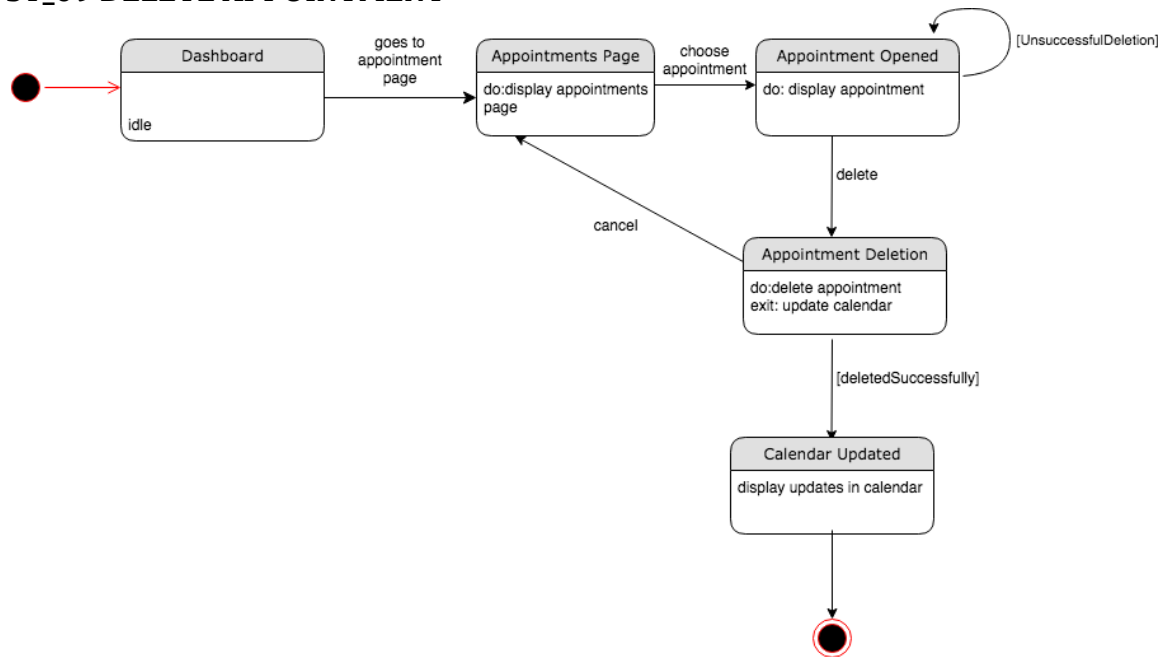 Dashboard
idle
goes to
appointment
page
Appointments Page
do:display appointments
page
choose
appointment
Appointment Opened
do: display appointment
[UnsuccessfulDeletion]
delete
cancel
Appointment Deletion
do:delete appointment
exit: update calendar
[deletedSuccessfully]
Calendar Updated
display updates in calendar